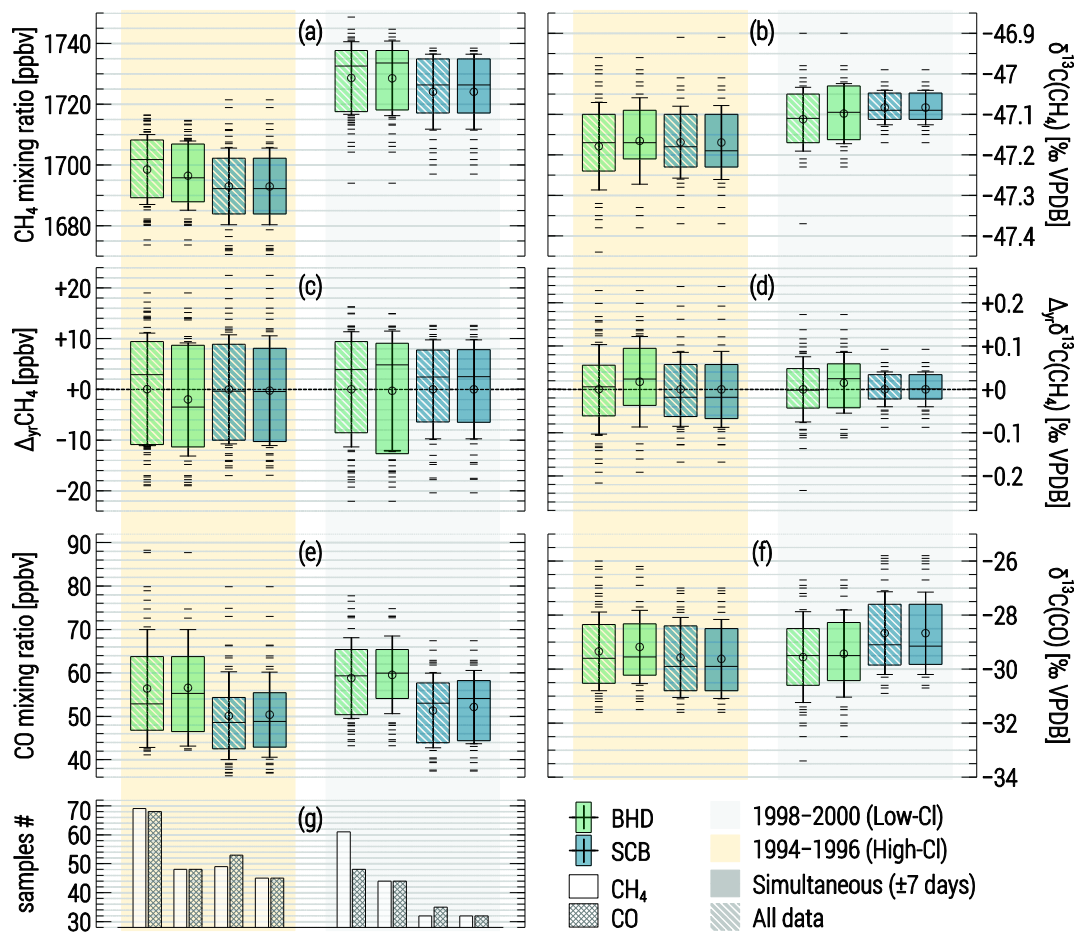 (a)
CH₄ mixing ratio [ppbv]
1740
1720
1700
1680
(b)
−46.9
−47
−47.1
−47.2
−47.3
−47.4
δ¹³C(CH₄) [‰ VPDB]
(c)
Δyr CH₄ [ppbv]
+20
+10
+0
−10
−20
(d)
+0.2
+0.1
+0
−0.1
−0.2
Δyr δ¹³C(CH₄) [‰ VPDB]
(e)
CO mixing ratio [ppbv]
90
80
70
60
50
40
(f)
−26
−28
−30
−32
−34
δ¹³C(CO) [‰ VPDB]
(g)
samples #
70
60
50
40
30
BHD
SCB
CH₄
CO
1998−2000 (Low-Cl)
1994−1996 (High-Cl)
Simultaneous (±7 days)
All data